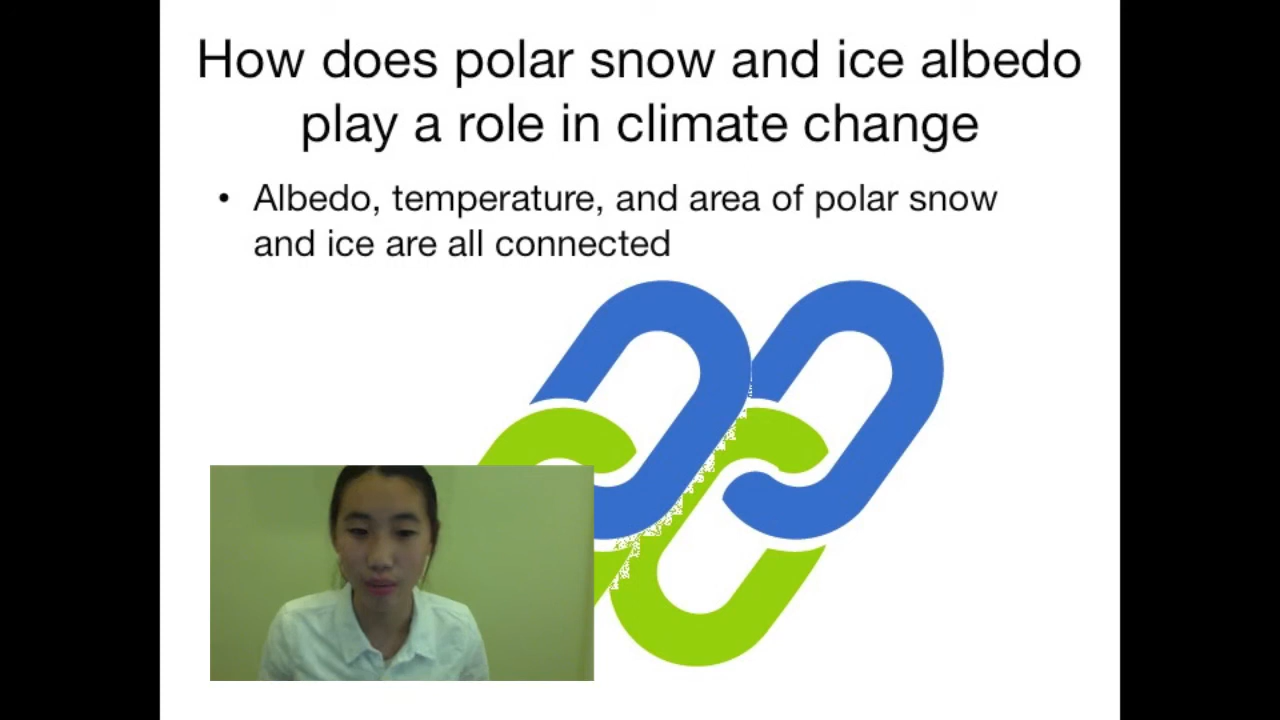 How does polar snow and ice albedo
play a role in climate change
• Albedo, temperature, and area of polar snow
and ice are all connected